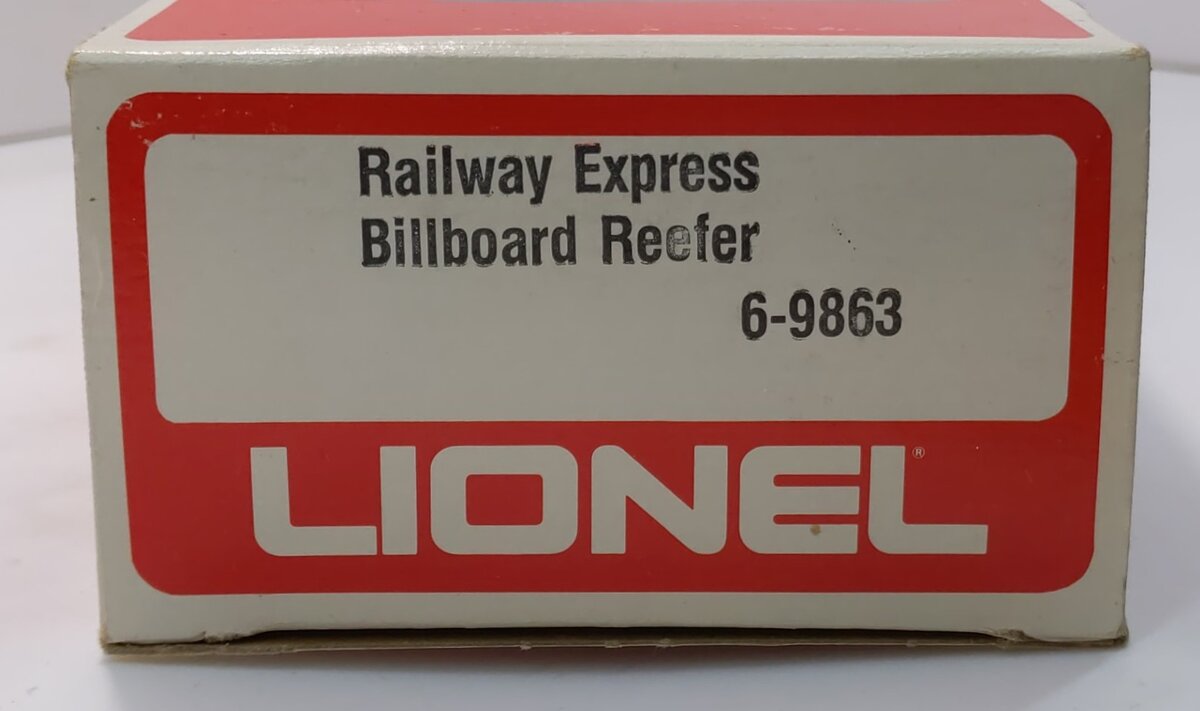 Railway Express
Billboard Reefer
6-9863
LIONEL®